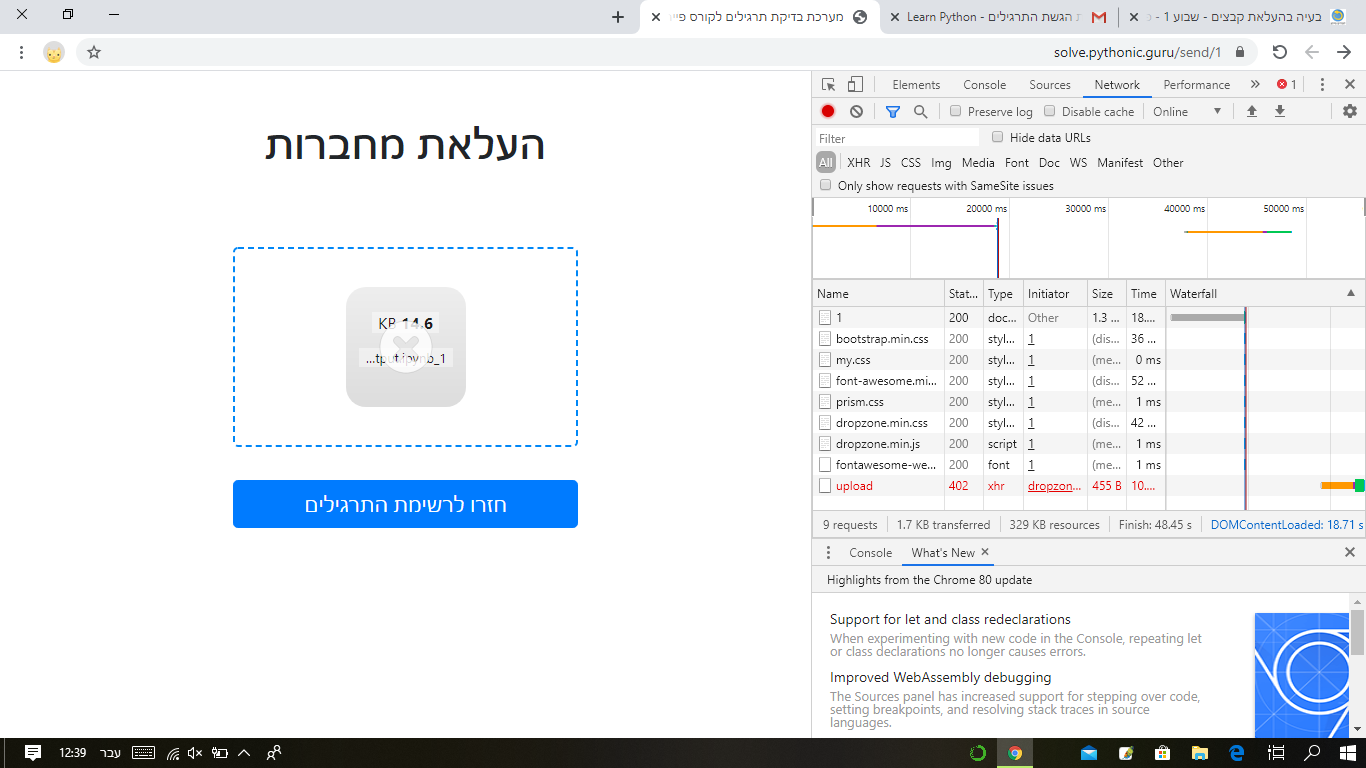 מערכת בדיקת תרגילים לקורס פיי
ת הגשת התרגילים - Learn Python
בעיה בהעלאת קבצים - שבוע 1 -
solve.pythonic.guru/send/1
העלאת מחברות
KB 14.6
...tput.ipynb_1
חזרו לרשימת התרגילים
Elements Console Sources Network Performance » 1
Preserve log Disable cache Online
Filter Hide data URLs
All XHR JS CSS Img Media Font Doc WS Manifest Other
Only show requests with SameSite issues
10000 ms 20000 ms 30000 ms 40000 ms 50000 ms
Name Stat... Type Initiator Size Time Waterfall
1 200 doc... Other 1.3 ... 18....
bootstrap.min.css 200 styl... 1 (dis... 36 ...
my.css 200 styl... 1 (me... 0 ms
font-awesome.mi... 200 styl... 1 (dis... 52 ...
prism.css 200 styl... 1 (me... 1 ms
dropzone.min.css 200 styl... 1 (dis... 42 ...
dropzone.min.js 200 script 1 (me... 1 ms
fontawesome-we... 200 font 1 (me... 1 ms
upload 402 xhr dropzon... 455 B 10....
9 requests 1.7 KB transferred 329 KB resources Finish: 48.45 s DOMContentLoaded: 18.71 s
Console What's New
Highlights from the Chrome 80 update
Support for let and class redeclarations
When experimenting with new code in the Console, repeating let
or class declarations no longer causes errors.
Improved WebAssembly debugging
The Sources panel has increased support for stepping over code,
setting breakpoints, and resolving stack traces in source
languages.
12:39 עבר